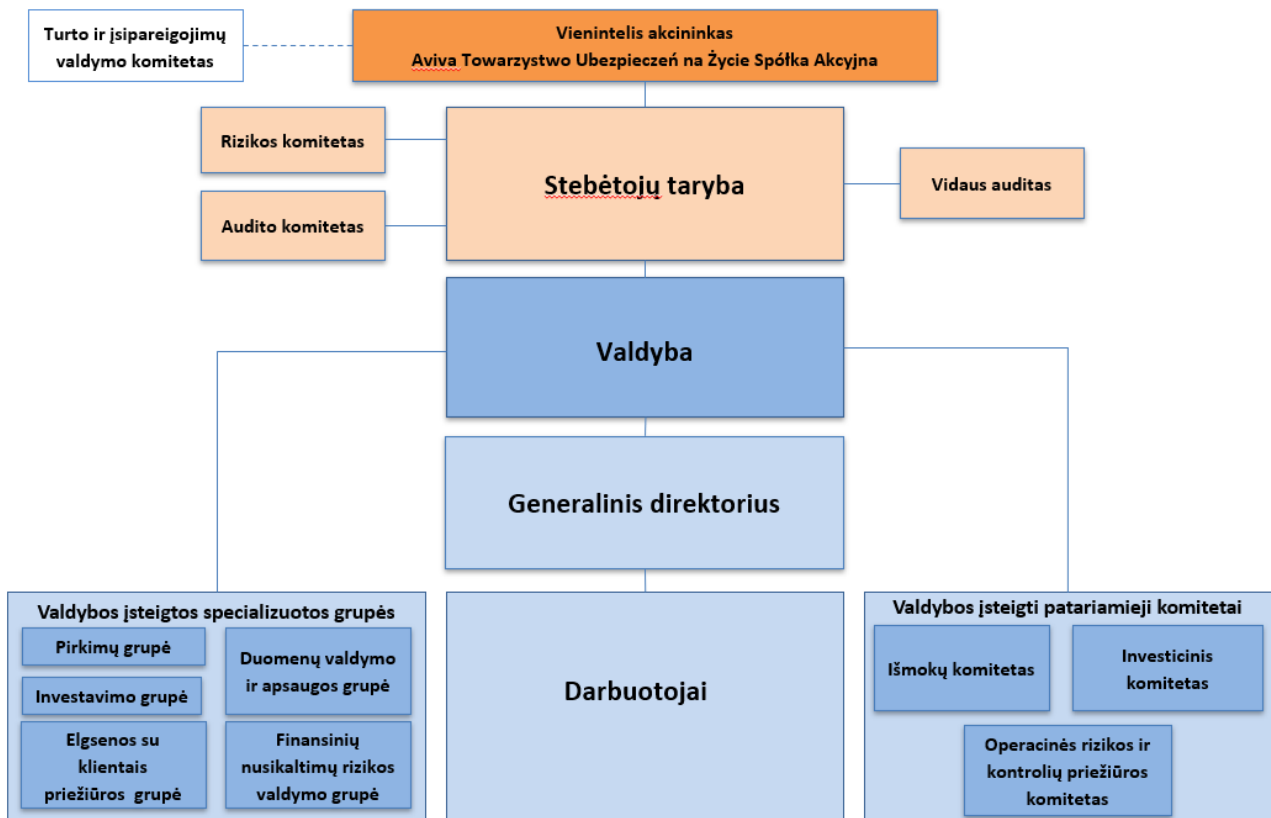 Turto ir įsipareigojimų
valdymo komitetas
Vienintelis akcininkas
Aviva Towarzystwo Ubezpieczeń na Życie Spółka Akcyjna
Rizikos komitetas
Audito komitetas
Stebėtojų taryba
Vidaus auditas
Valdyba
Generalinis direktorius
Valdybos įsteigtos specializuotos grupės
Pirkimų grupė
Duomenų valdymo
ir apsaugos grupė
Investavimo grupė
Elgsenos su
klientais
priežiūros grupė
Finansinių
nusikaltimų rizikos
valdymo grupė
Darbuotojai
Valdybos įsteigti patariamieji komitetai
Išmokų komitetas
Investicinis
komitetas
Operacinės rizikos ir
kontrolių priežiūros
komitetas